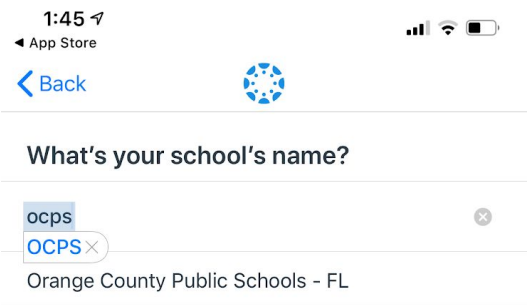 1:45
App Store
Back
What's your school's name?
ocps
OCPS
Orange County Public Schools - FL